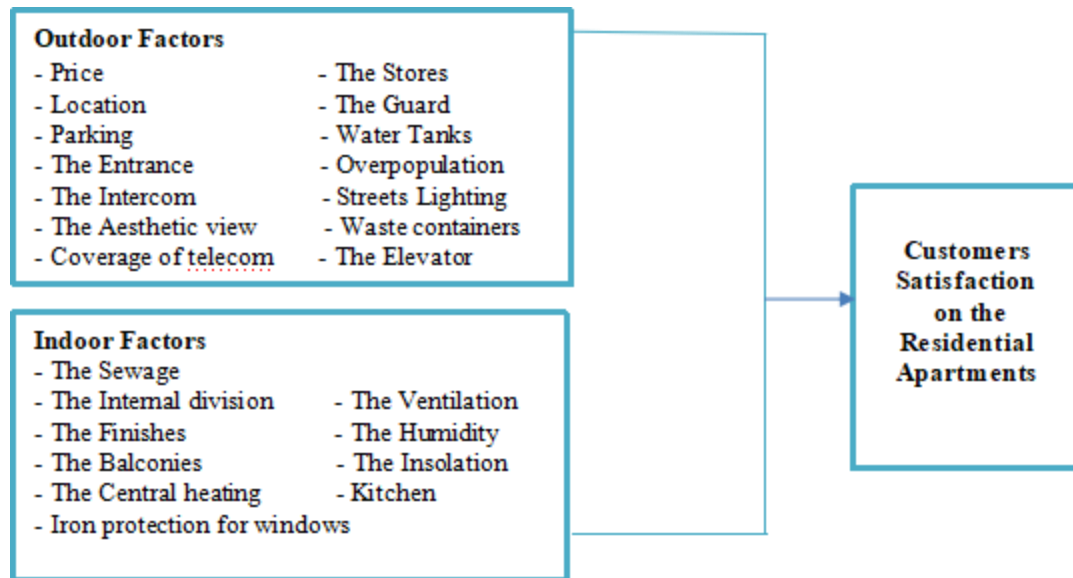 Outdoor Factors
- Price - The Stores
- Location - The Guard
- Parking - Water Tanks
- The Entrance - Overpopulation
- The Intercom - Streets Lighting
- The Aesthetic view - Waste containers
- Coverage of telecom - The Elevator
Indoor Factors
- The Sewage
- The Internal division - The Ventilation
- The Finishes - The Humidity
- The Balconies - The Insolation
- The Central heating - Kitchen
- Iron protection for windows
Customers
Satisfaction
on the
Residential
Apartments